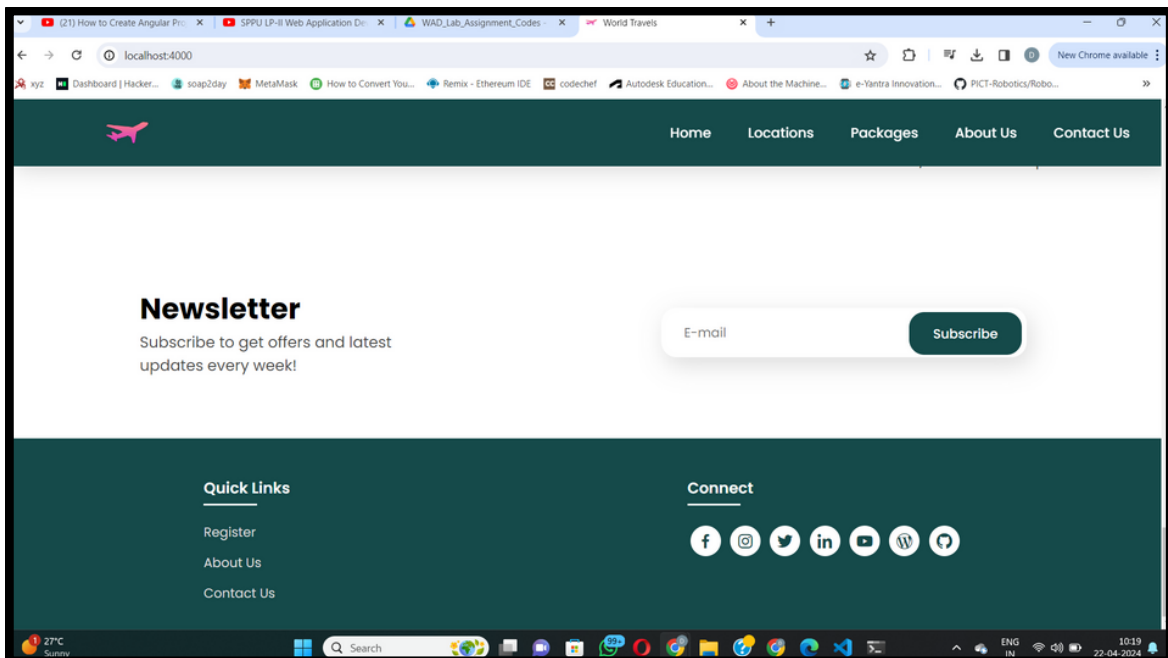 (21) How to Create Angular Pro
SPPU LP-II Web Application De
WAD_Lab_Assignment_Codes -
World Travels
localhost:4000
New Chrome available
xyz
Dashboard | Hacker...
soap2day
MetaMask
How to Convert You...
Remix - Ethereum IDE
codechef
Autodesk Education...
About the Machine...
e-Yantra Innovation...
PICT-Robotics/Robo...
Home
Locations
Packages
About Us
Contact Us
Newsletter
Subscribe to get offers and latest
updates every week!
E-mail
Subscribe
Quick Links
Register
About Us
Contact Us
Connect
27°C
Sunny
Search
99+
ENG
IN
10:19
22-04-2024